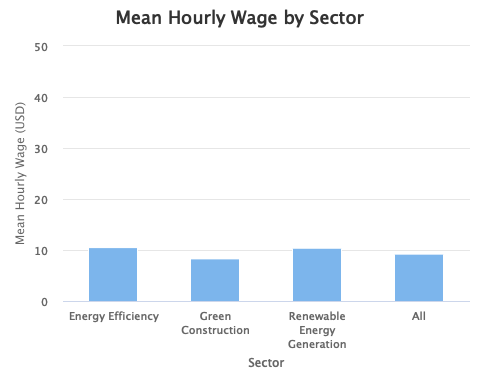 Mean Hourly Wage by Sector
Mean Hourly Wage (USD)
50
40
30
20
10
0
Energy Efficiency
Green
Construction
Renewable
Energy
Generation
All
Sector